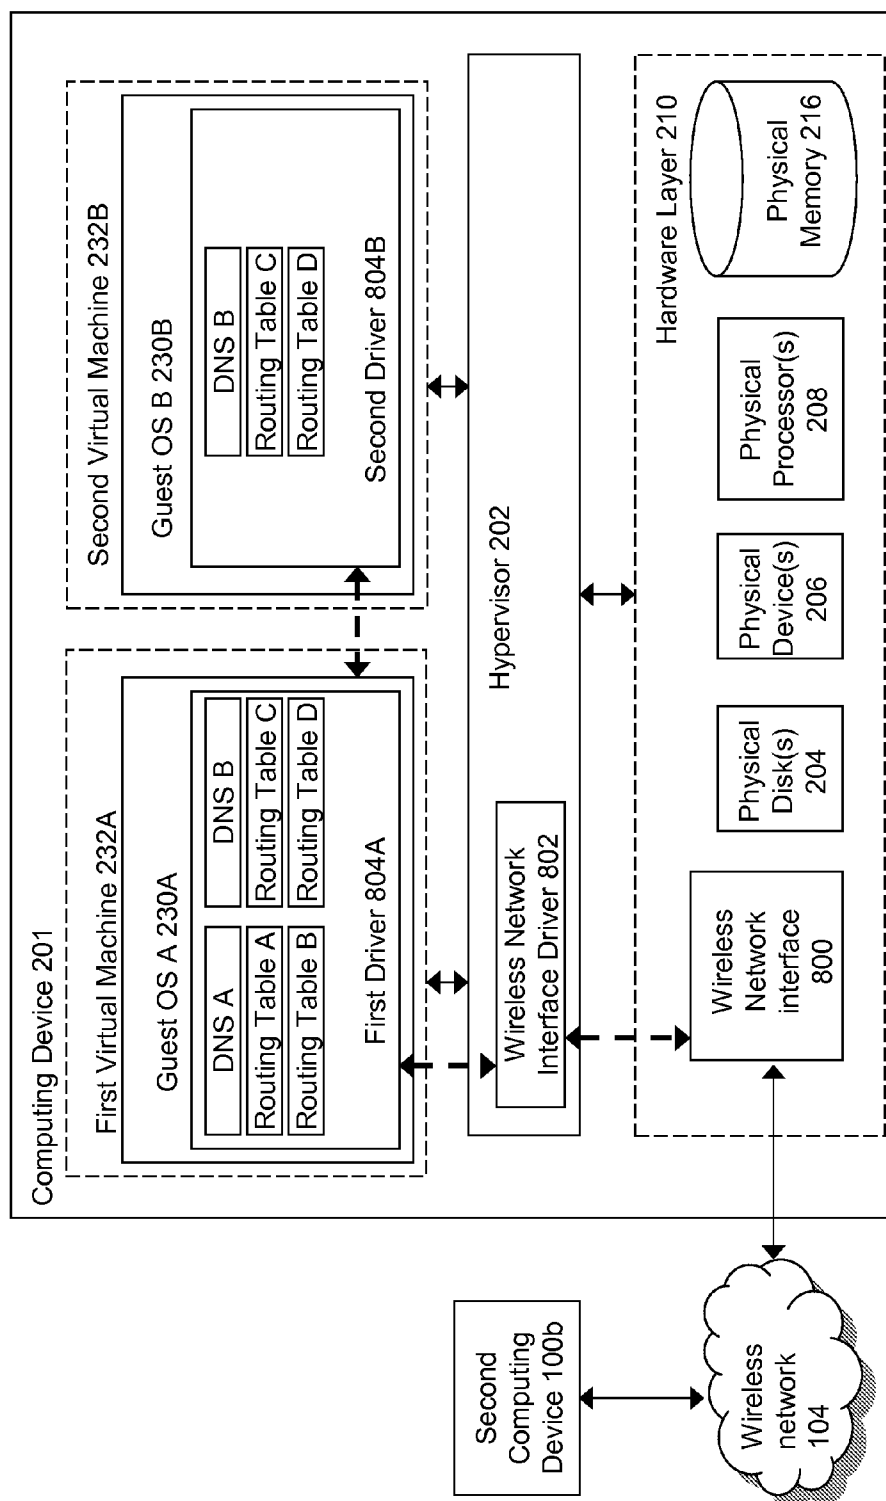 Computing Device 201
First Virtual Machine 232A
Guest OS A 230A
DNS A
Routing Table A
Routing Table B
DNS B
Routing Table C
Routing Table D
First Driver 804A
Second Virtual Machine 232B
Guest OS B 230B
DNS B
Routing Table C
Routing Table D
Second Driver 804B
Hypervisor 202
Wireless Network
Interface Driver 802
Hardware Layer 210
Wireless
Network
interface
800
Physical
Disk(s)
204
Physical
Device(s)
206
Physical
Processor(s)
208
Physical
Memory 216
Second
Computing
Device 100b
Wireless
network
104